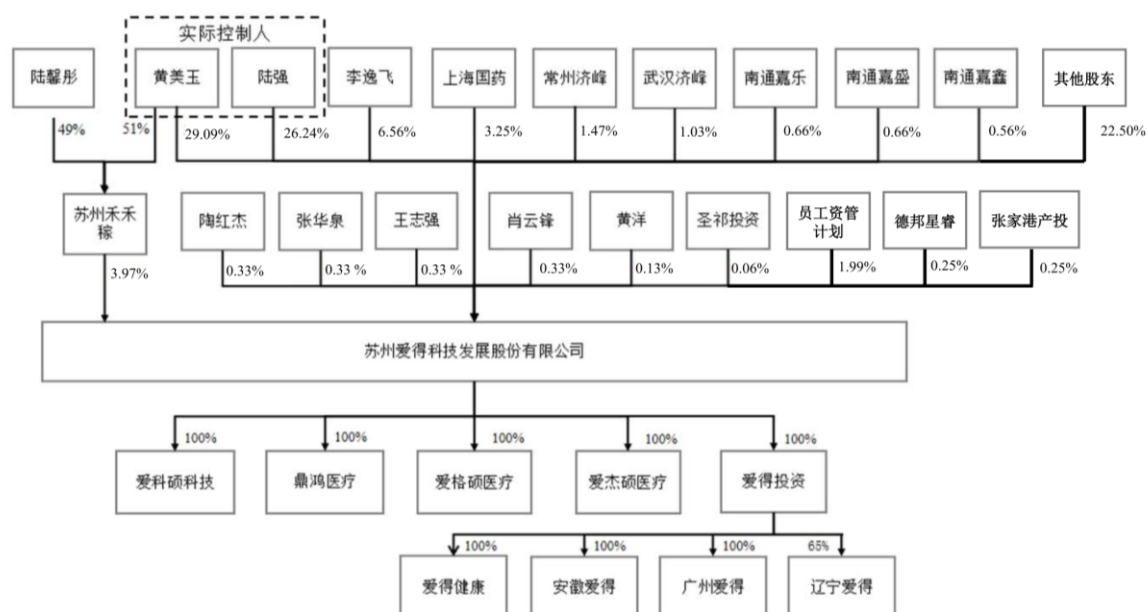 实际控制人
陆馨彤
黄美玉
陆强
李逸飞
上海国药
常州济峰
武汉济峰
南通嘉乐
南通嘉盛
南通嘉鑫
其他股东
49%
51%
29.09%
26.24%
6.56%
3.25%
1.47%
1.03%
0.66%
0.66%
0.56%
22.50%
苏州禾禾
稼
陶红杰
张华泉
王志强
肖云锋
黄洋
圣祁投资
员工资管
计划
德邦星睿
张家港产投
3.97%
0.33%
0.33 %
0.33 %
0.33%
0.13%
0.06%
1.99%
0.25%
0.25%
苏州爱得科技发展股份有限公司
100%
100%
100%
100%
100%
爱科硕科技
鼎鸿医疗
爱格硕医疗
爱杰硕医疗
爱得投资
100%
100%
100%
65%
爱得健康
安徽爱得
广州爱得
辽宁爱得